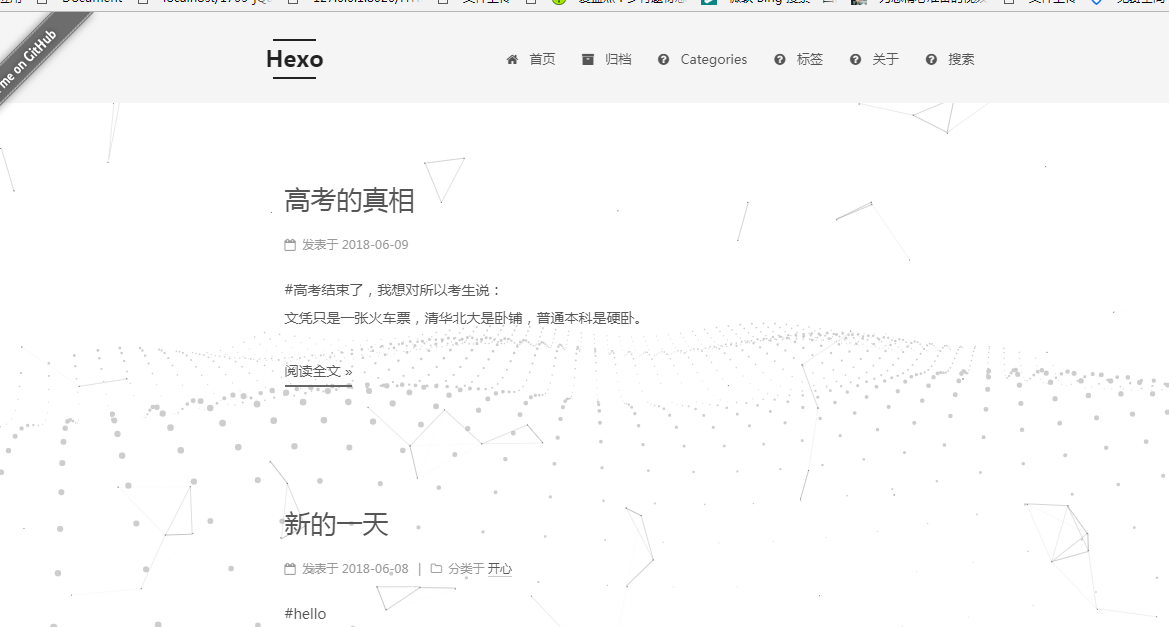 me on GitHub
Hexo
首页 归档 Categories 标签 关于 搜索
高考的真相
发表于 2018-06-09
#高考结束了，我想对所以考生说：
文凭只是一张火车票，清华北大是卧铺，普通本科是硬卧。
阅读全文 »
新的一天
发表于 2018-06-08 | 分类于 开心
#hello